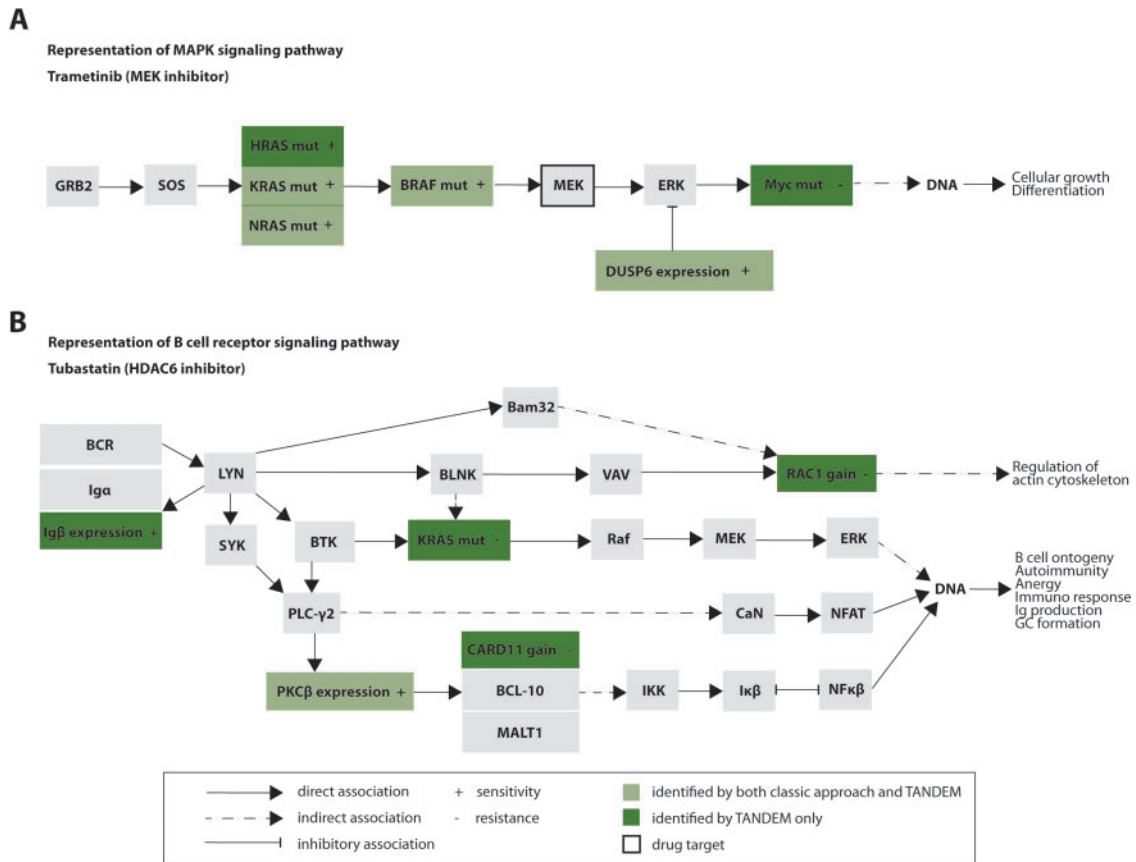 A
Representation of MAPK signaling pathway
Trametinib (MEK inhibitor)
HRAS mut +
GRB2
SOS
KRAS mut +
BRAF mut +
MEK
ERK
Myc mut -
DNA
Cellular growth
Differentiation
NRAS mut +
DUSP6 expression +
B
Representation of B cell receptor signaling pathway
Tubastatin (HDAC6 inhibitor)
Bam32
BCR
LYN
BLNK
VAV
RAC1 gain -
Regulation of
actin cytoskeleton
Igα
Igβ expression +
SYK
BTK
KRAS mut -
Raf
MEK
ERK
B cell ontogeny
Autoimmunity
Anergy
Immuno response
Ig production
GC formation
DNA
PLC-γ2
CaN
NFAT
CARD11 gain -
PKCβ expression +
BCL-10
IKK
Iκβ
NFκβ
MALT1
direct association
+ sensitivity
identified by both classic approach and TANDEM
indirect association
- resistance
identified by TANDEM only
inhibitory association
drug target